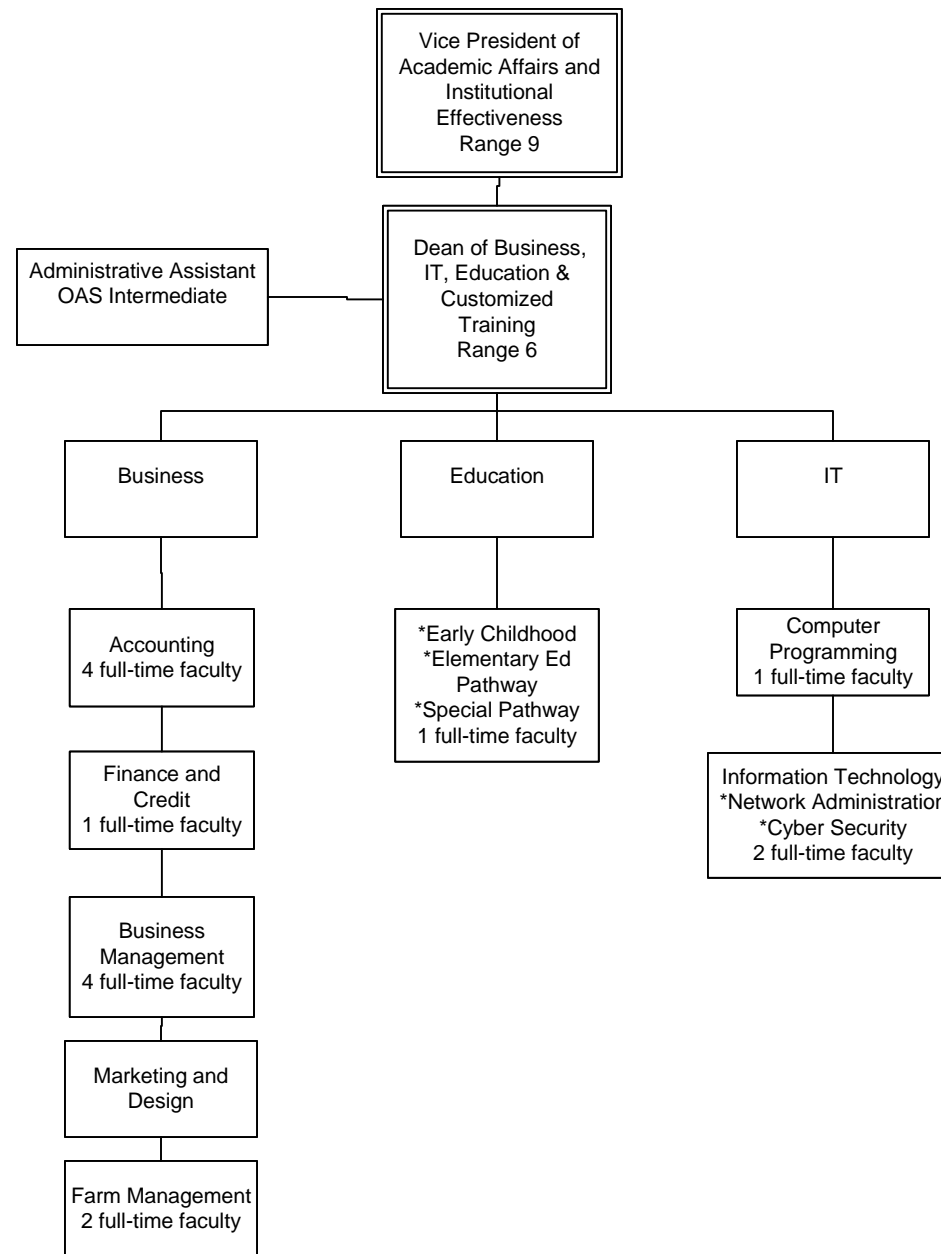 Vice President of
Academic Affairs and
Institutional
Effectiveness
Range 9
Dean of Business,
IT, Education &
Customized
Training
Range 6
Administrative Assistant
OAS Intermediate
Business
Education
IT
Accounting
4 full-time faculty
Finance and
Credit
1 full-time faculty
Business
Management
4 full-time faculty
Marketing and
Design
Farm Management
2 full-time faculty
*Early Childhood
*Elementary Ed
Pathway
*Special Pathway
1 full-time faculty
Computer
Programming
1 full-time faculty
Information Technology
*Network Administration
*Cyber Security
2 full-time faculty